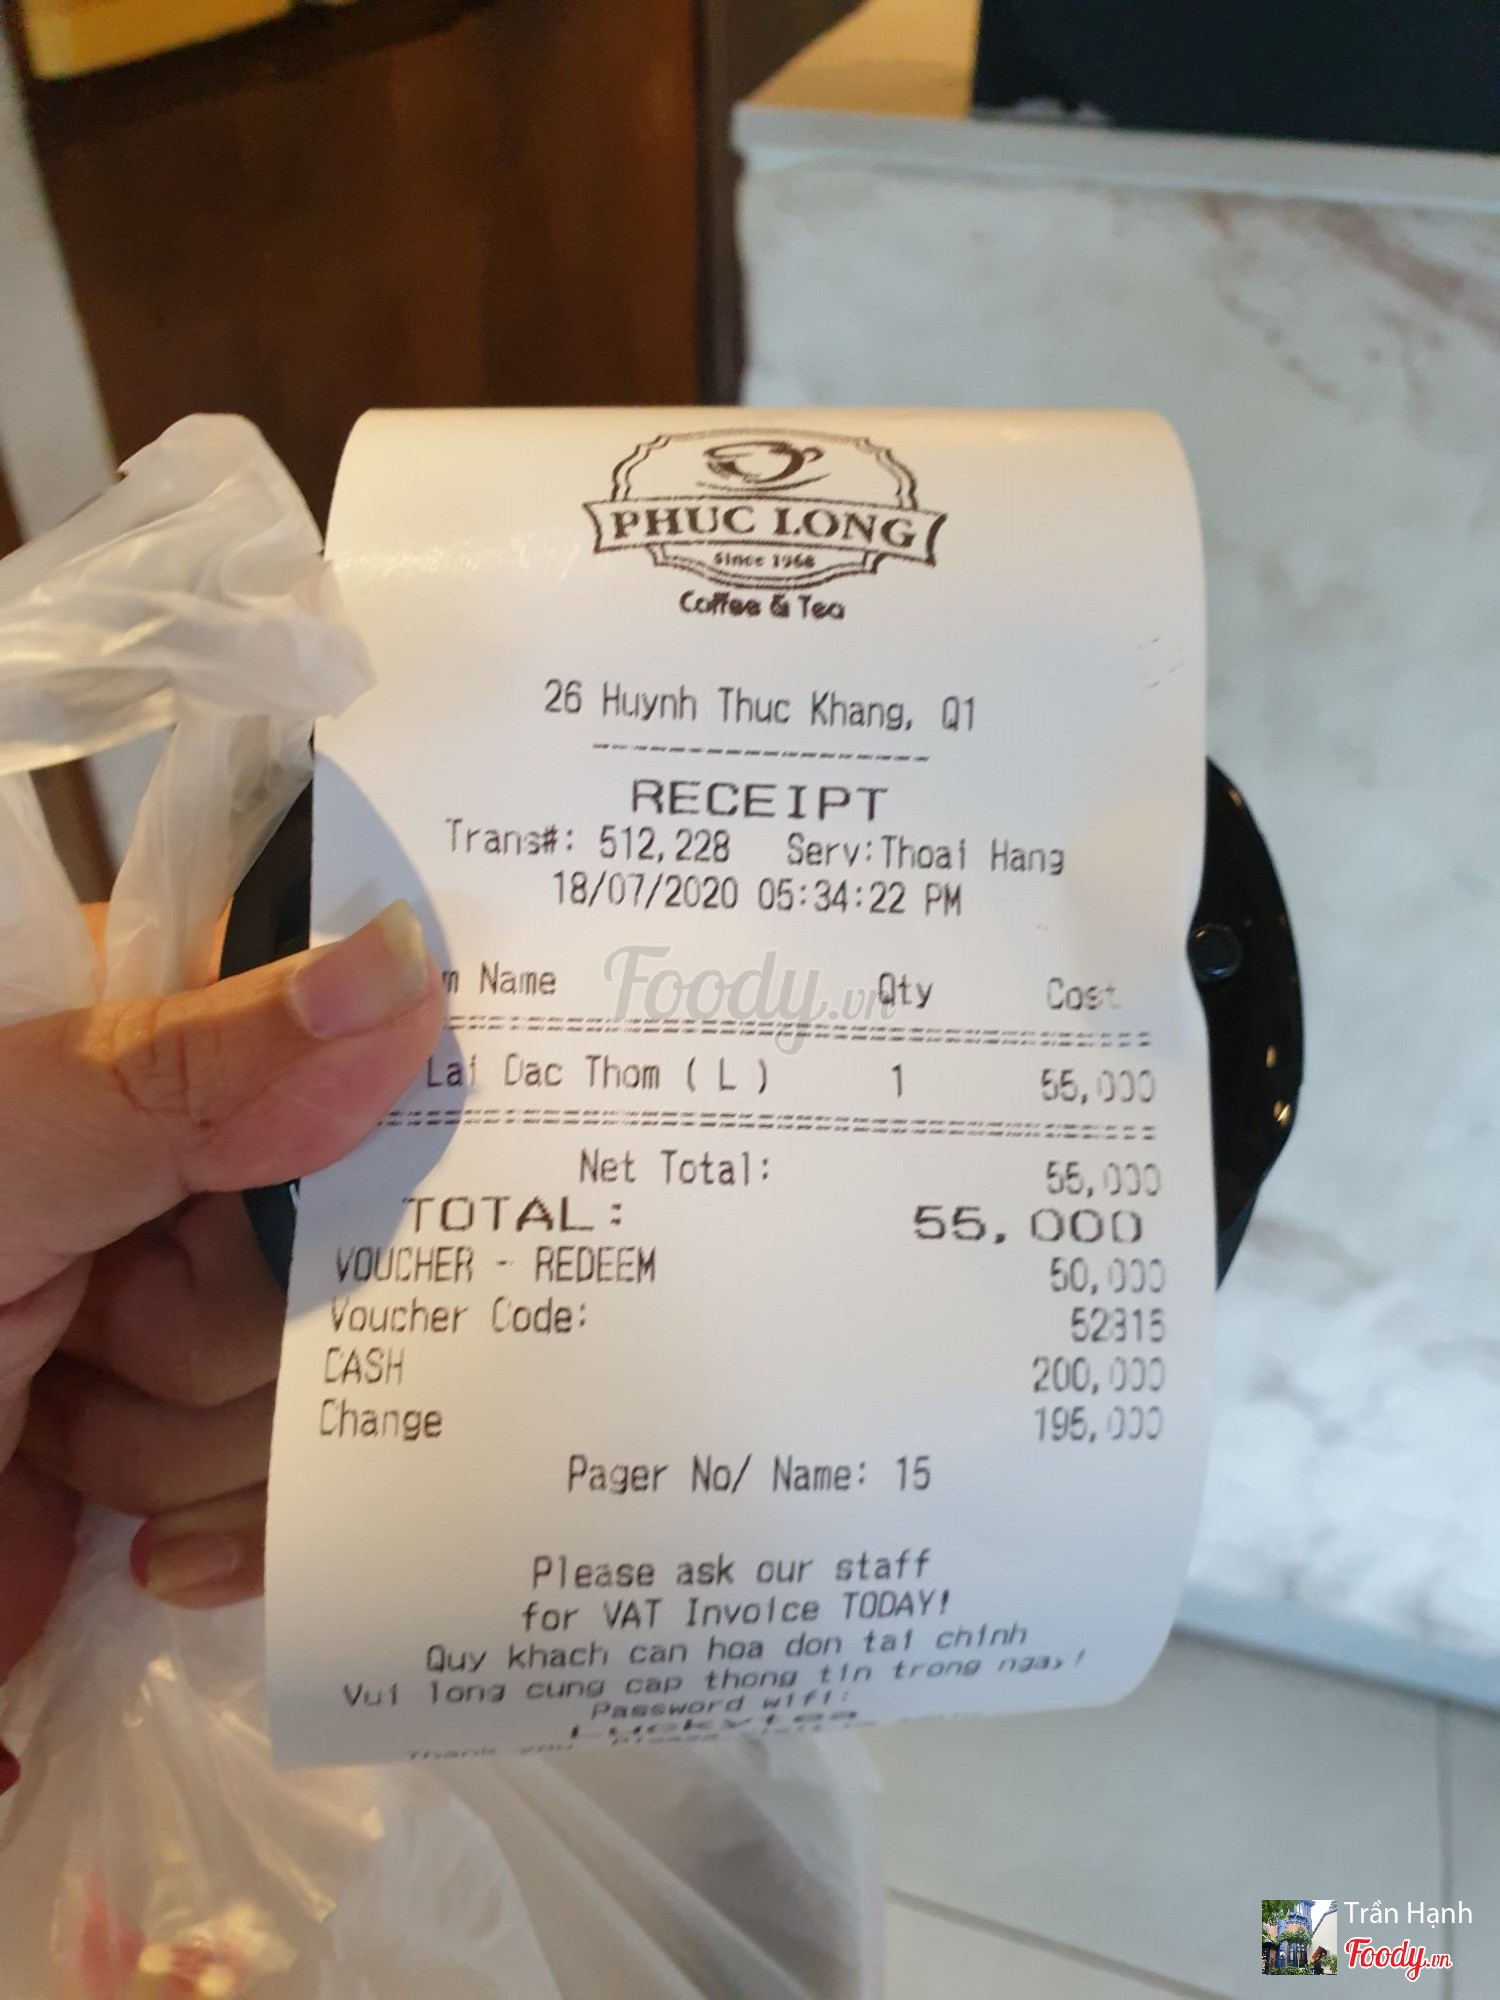 PHUC LONG
Since 1968
Coffee & Tea
26 Huynh Thuc Khang, Q1
RECEIPT
Trans#: 512,228 Serv:Thoai Hang
18/07/2020 05:34:22 PM
Name Qty Cost
Foody.vn
Lai Dac Thom ( L ) 1 55,000
Net Total: 55,000
TOTAL: 55,000
VOUCHER - REDEEM 50,000
Voucher Code: 52315
CASH 200,000
Change 195,000
Pager No/ Name: 15
Please ask our staff
for VAT Invoice TODAY!
Quy khach can hoa don tai chinh
Vui long cung cap thong tin trong ngay!
Password wifi:
Luckytea
Thank you
Trần Hạnh
Foody.vn